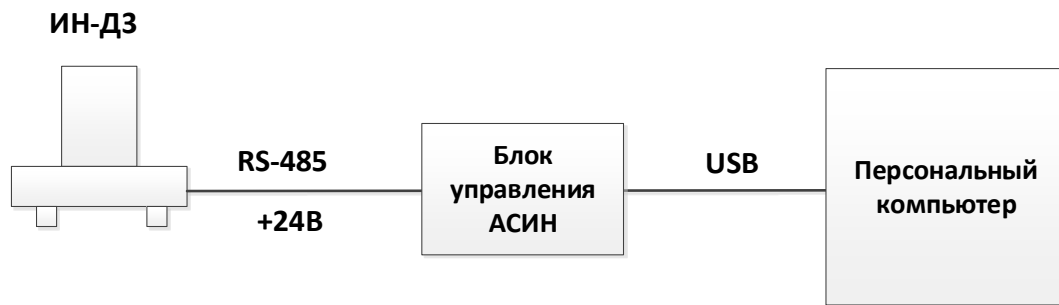 ИН-Д3
RS-485
+24В
Блок
управления
АСИН
USB
Персональный
компьютер